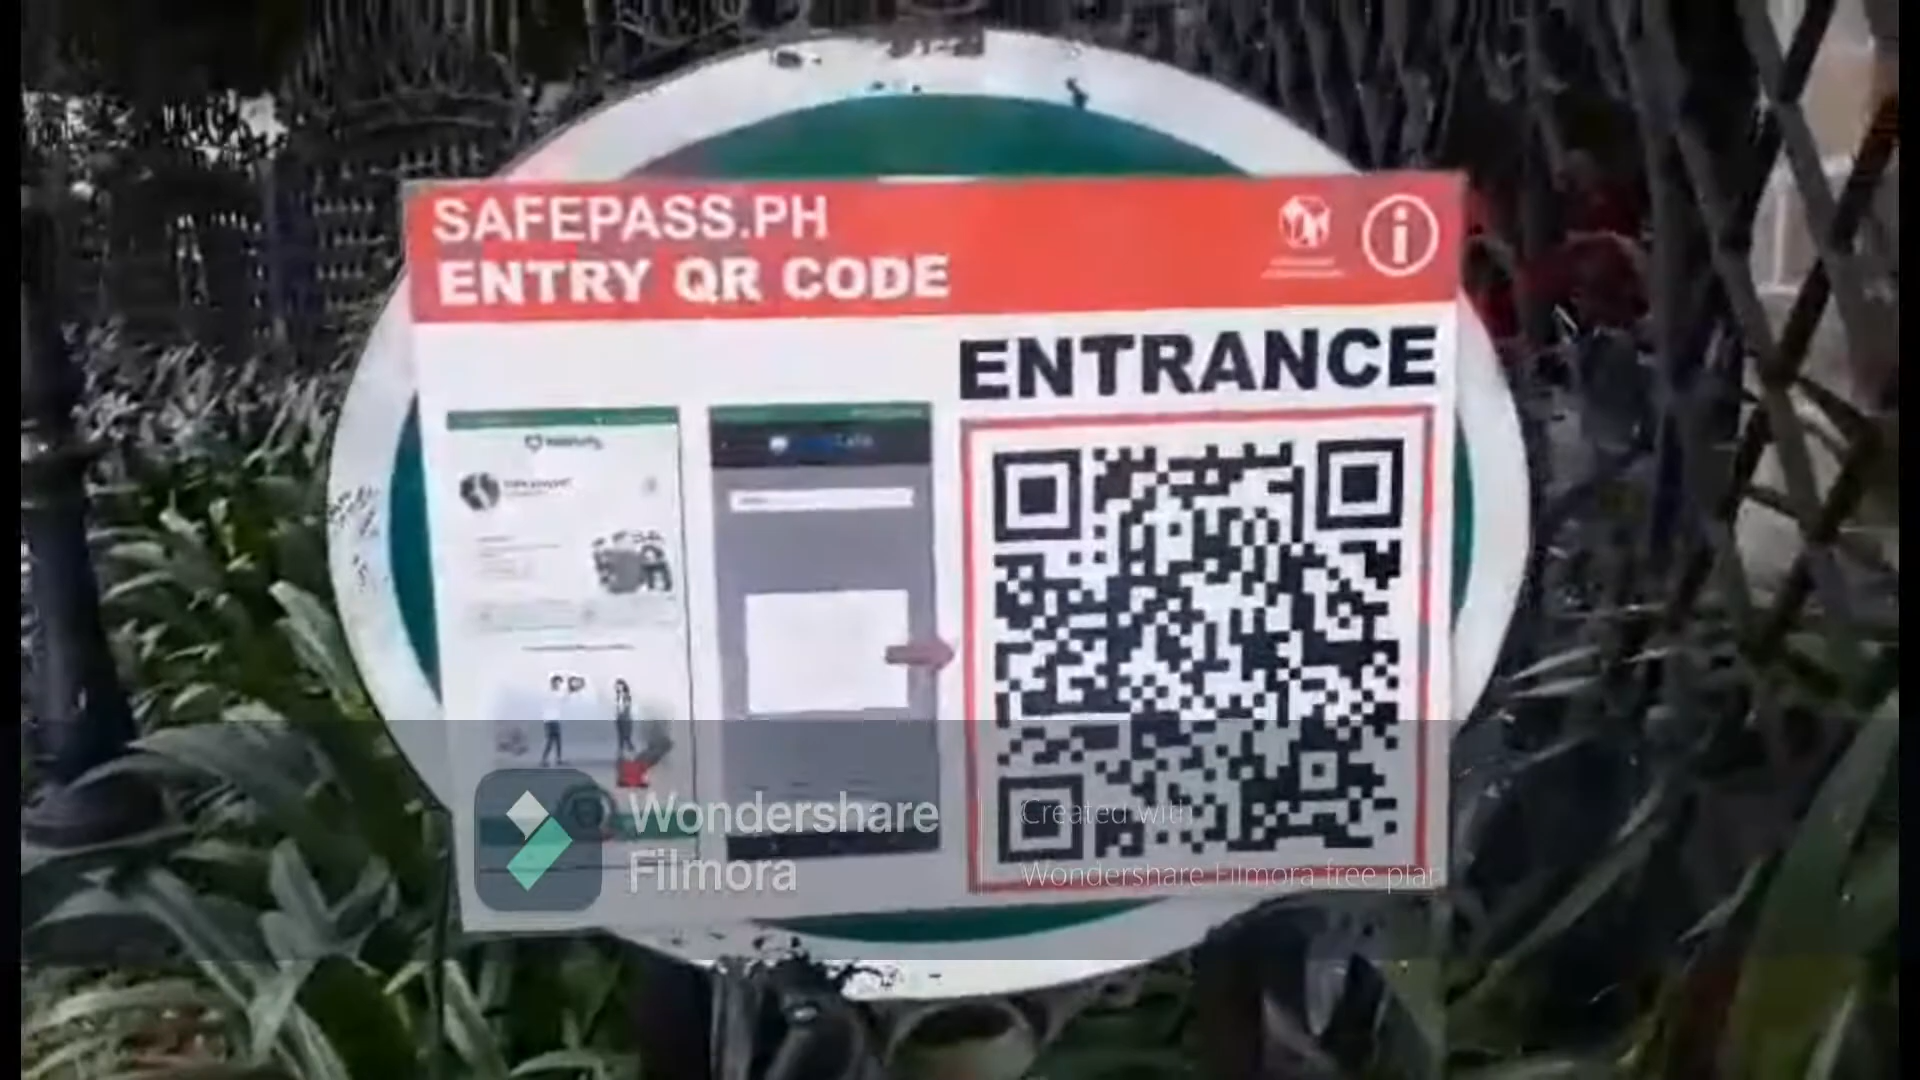 SAFEPASS.PH
ENTRY QR CODE
ENTRANCE
Wondershare
Filmora
Created with
Wondershare Filmora free plan